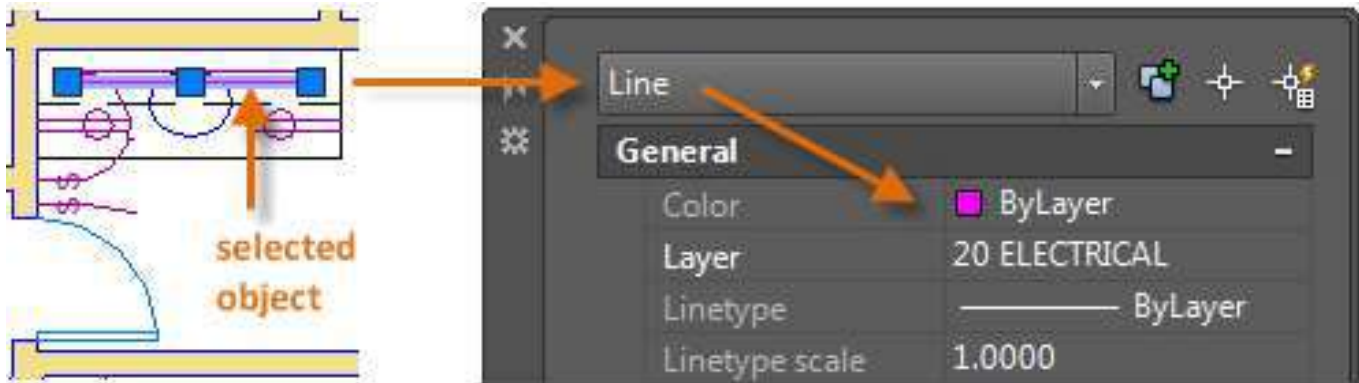 selected
object
S
S
Line
General
Color ByLayer
Layer 20 ELECTRICAL
Linetype ByLayer
Linetype scale 1.0000